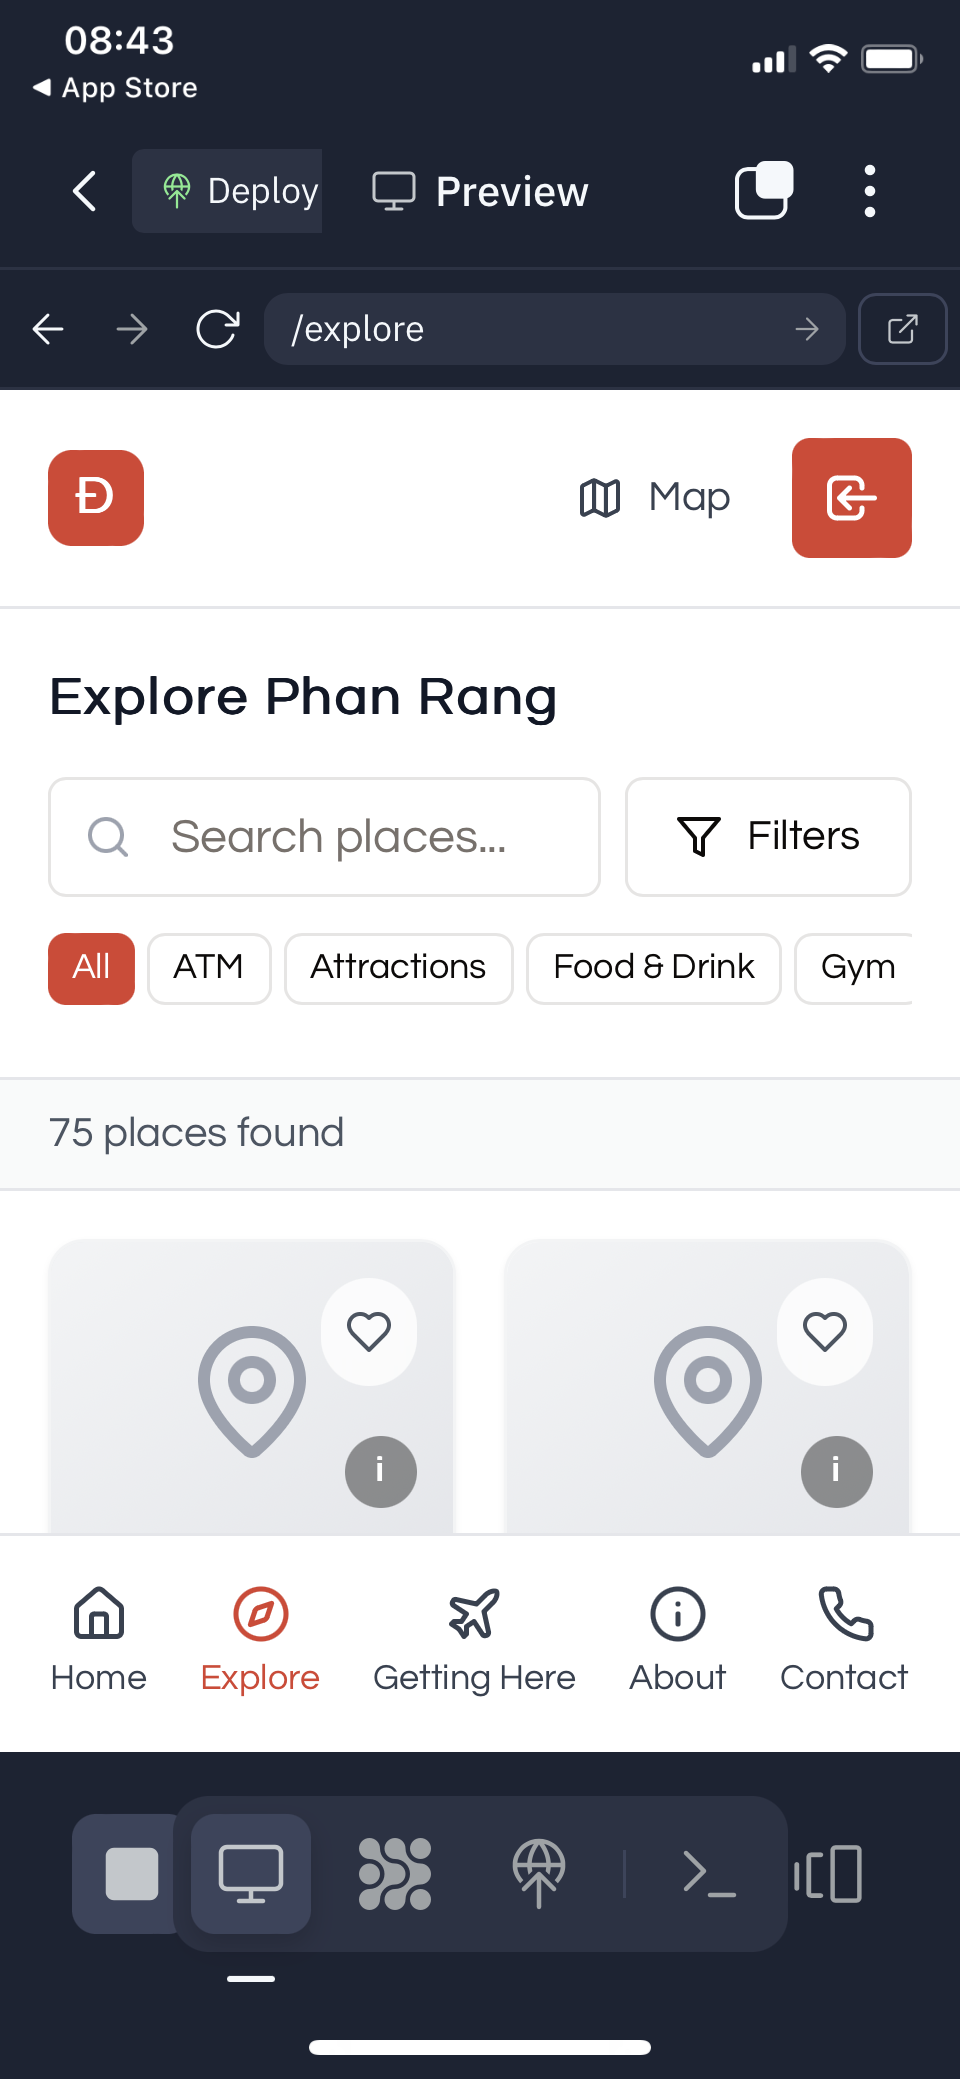 08:43
App Store
Deploy
Preview
/explore
Đ
Map
Explore Phan Rang
Search places...
Filters
All
ATM
Attractions
Food & Drink
Gym
75 places found
i
i
Home
Explore
Getting Here
About
Contact